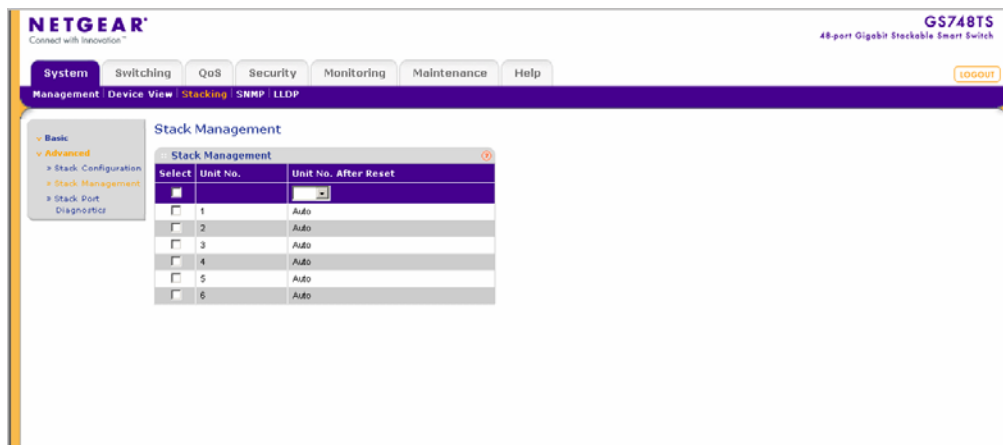 NETGEAR
Connect with Innovation™
GS748TS
48-port Gigabit Stackable Smart Switch
System Switching QoS Security Monitoring Maintenance Help
LOGOUT
Management Device View Stacking SNMP LLDP
Basic
Advanced
Stack Configuration
Stack Management
Stack Port
Diagnostics
Stack Management
Stack Management
Select Unit No. Unit No. After Reset
1 Auto
2 Auto
3 Auto
4 Auto
5 Auto
6 Auto